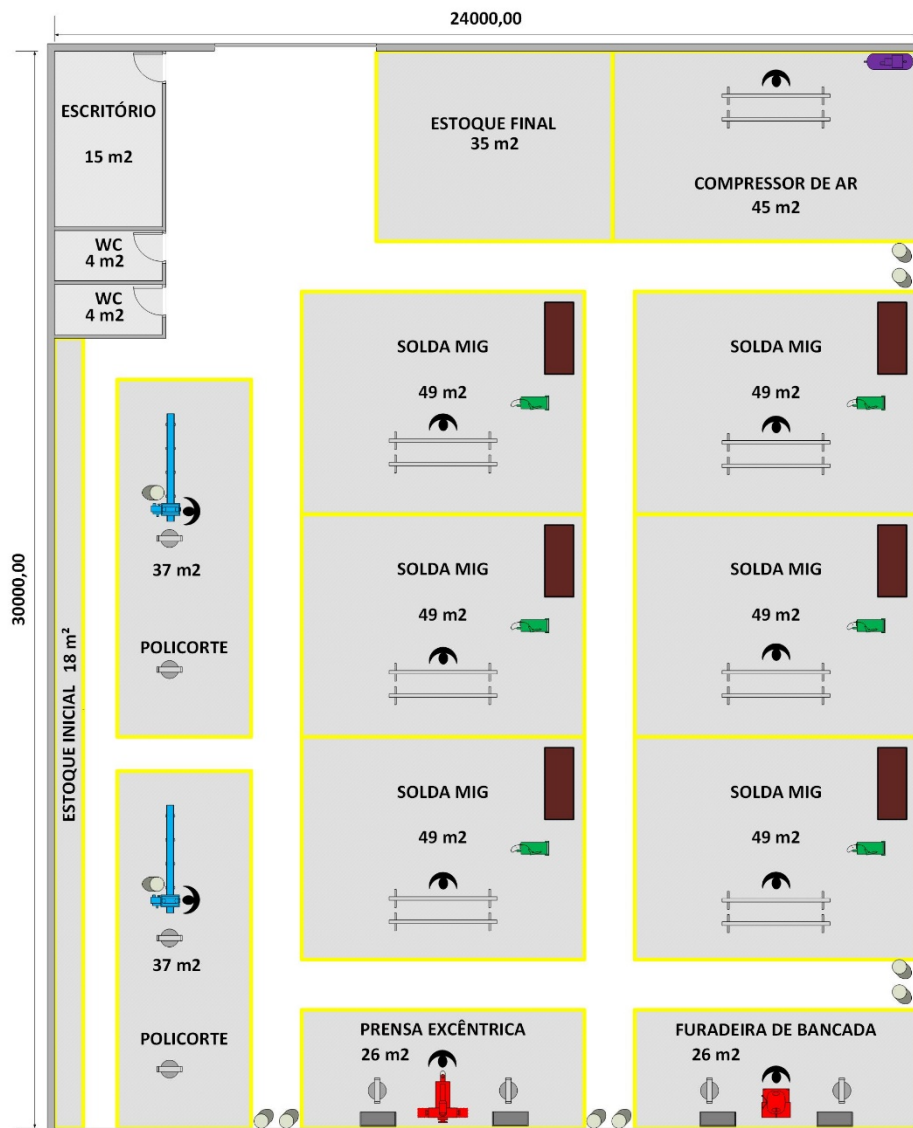 24000,00
30000,00
ESCRITÓRIO
15 m2
WC
4 m2
WC
4 m2
ESTOQUE FINAL
35 m2
COMPRESSOR DE AR
45 m2
SOLDA MIG
49 m2
SOLDA MIG
49 m2
37 m2
POLICORTE
ESTOQUE INICIAL 18 m²
SOLDA MIG
49 m2
SOLDA MIG
49 m2
SOLDA MIG
49 m2
SOLDA MIG
49 m2
37 m2
POLICORTE
PRENSA EXCÊNTRICA
26 m2
FURADEIRA DE BANCADA
26 m2